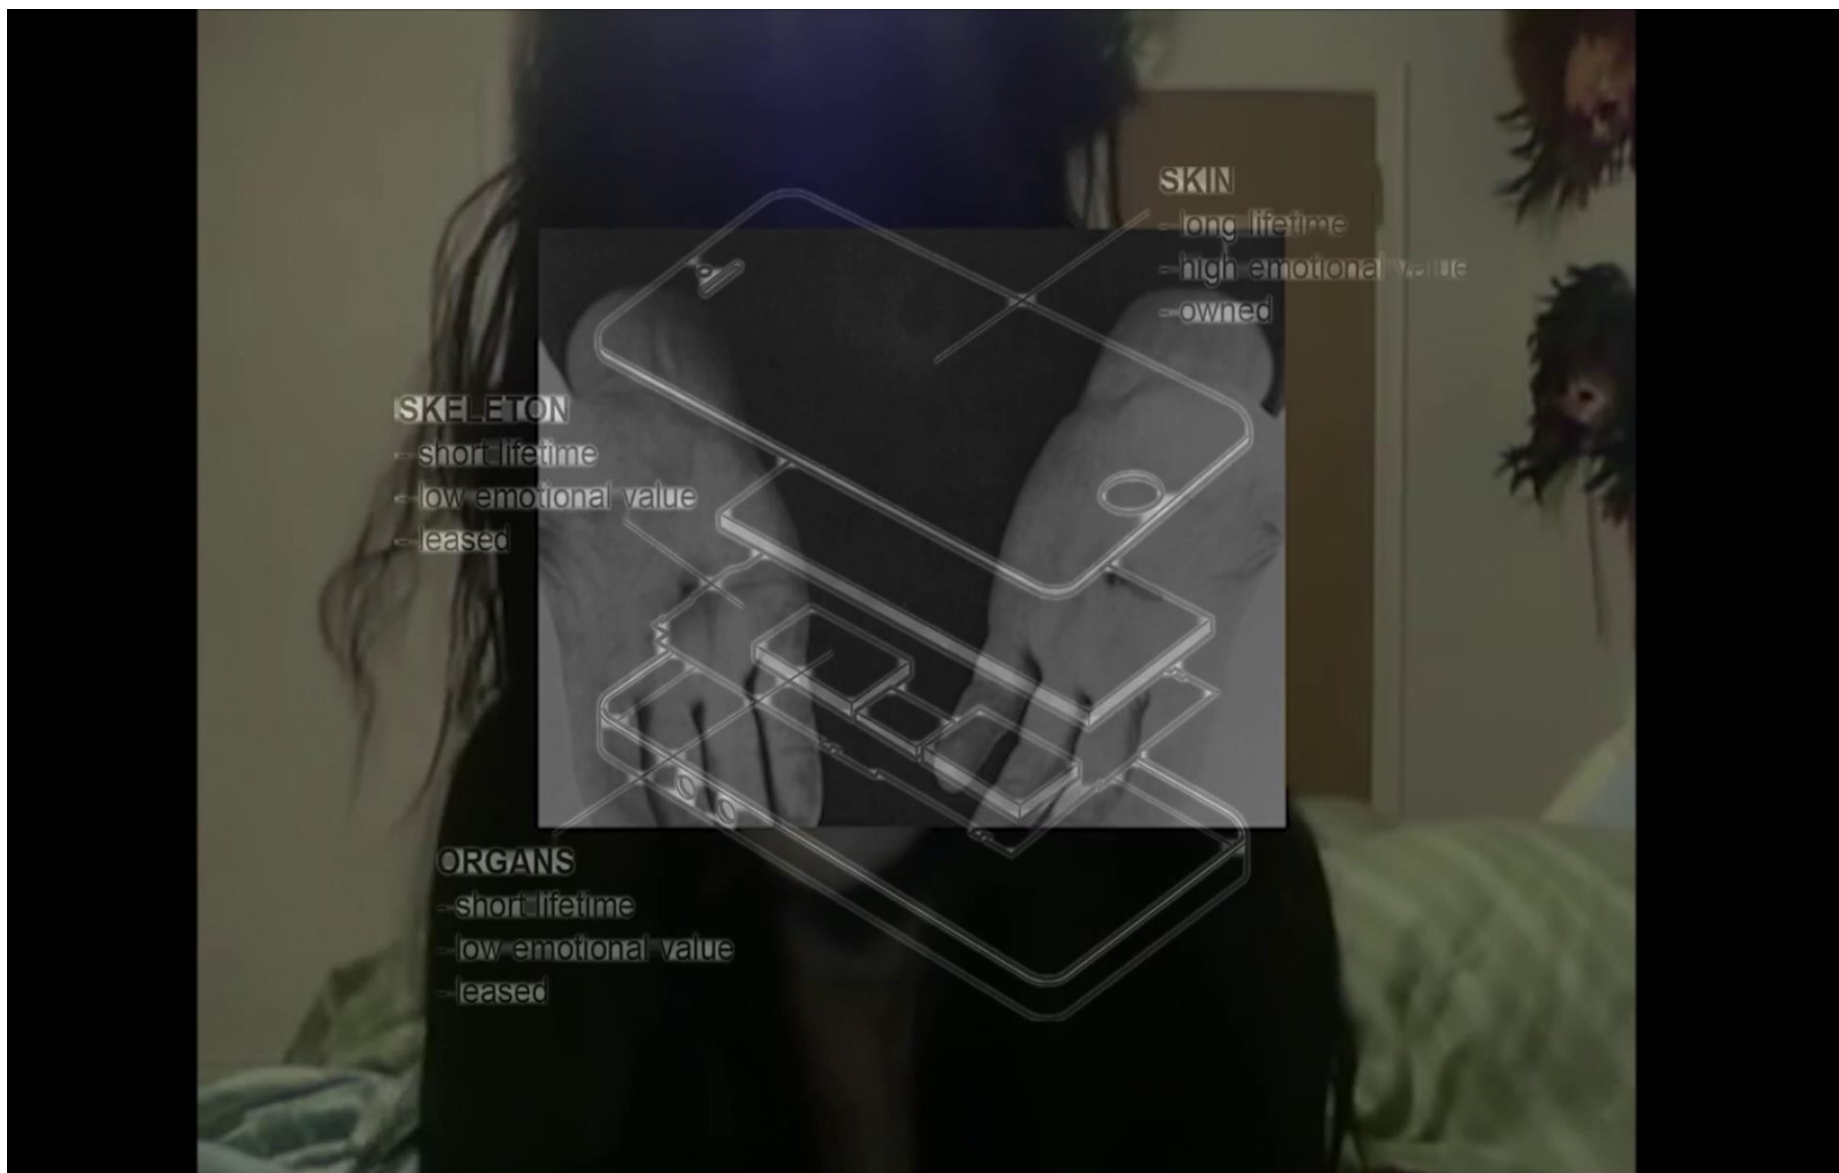 SKIN
- long lifetime
- high emotional value
- owned
SKELETON
- short lifetime
- low emotional value
- leased
ORGANS
- short lifetime
- low emotional value
- leased